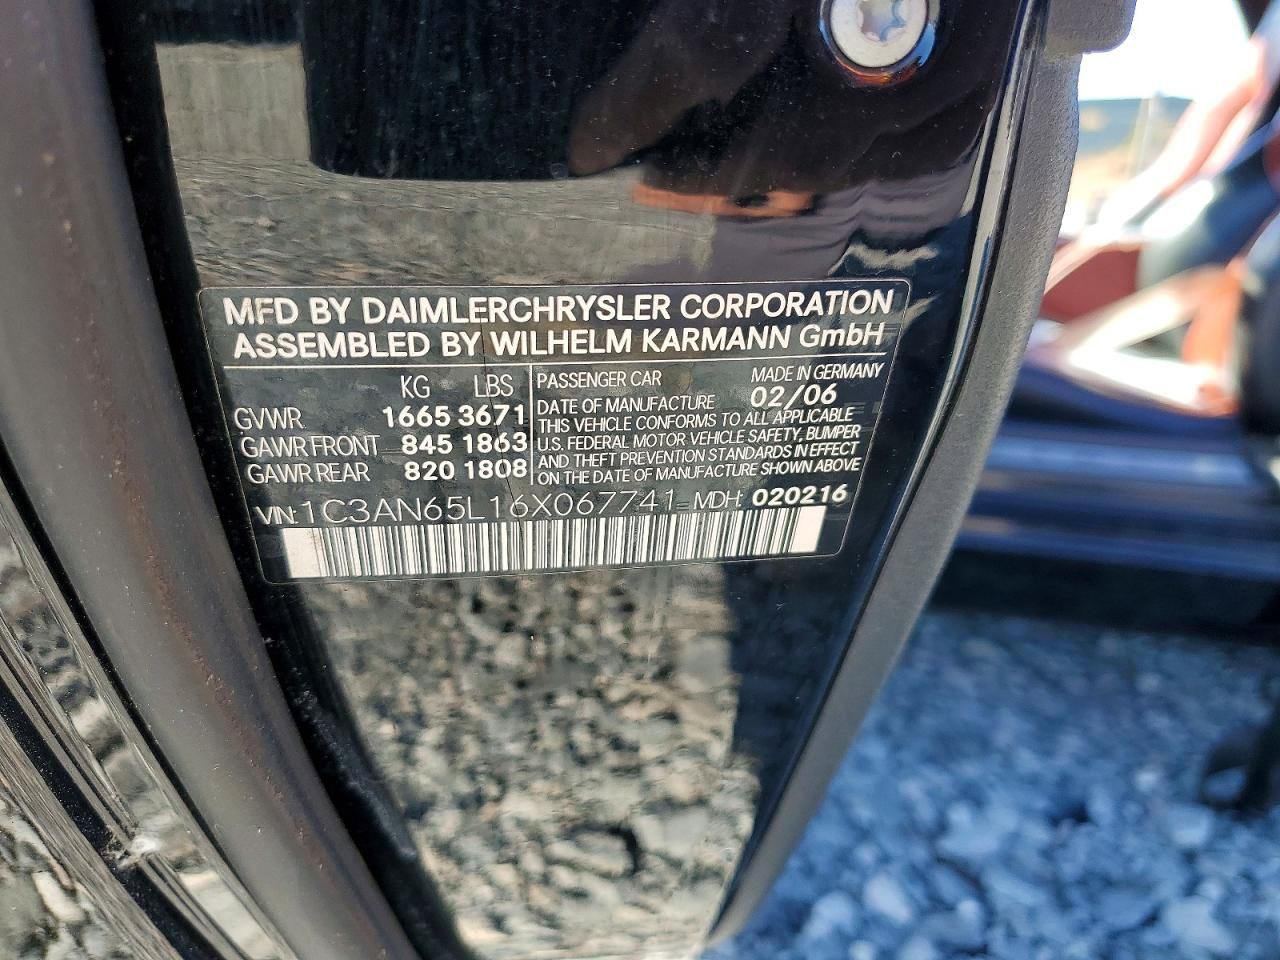 MFD BY DAIMLERCHRYSLER CORPORATION
ASSEMBLED BY WILHELM KARMANN GmbH
KG LBS
GVWR 1665 3671
GAWR FRONT 845 1863
GAWR REAR 820 1808
PASSENGER CAR MADE IN GERMANY
DATE OF MANUFACTURE 02/06
THIS VEHICLE CONFORMS TO ALL APPLICABLE
U.S. FEDERAL MOTOR VEHICLE SAFETY, BUMPER
AND THEFT PREVENTION STANDARDS IN EFFECT
ON THE DATE OF MANUFACTURE SHOWN ABOVE
VIN: 1C3AN65L16X067741 MDH: 020216